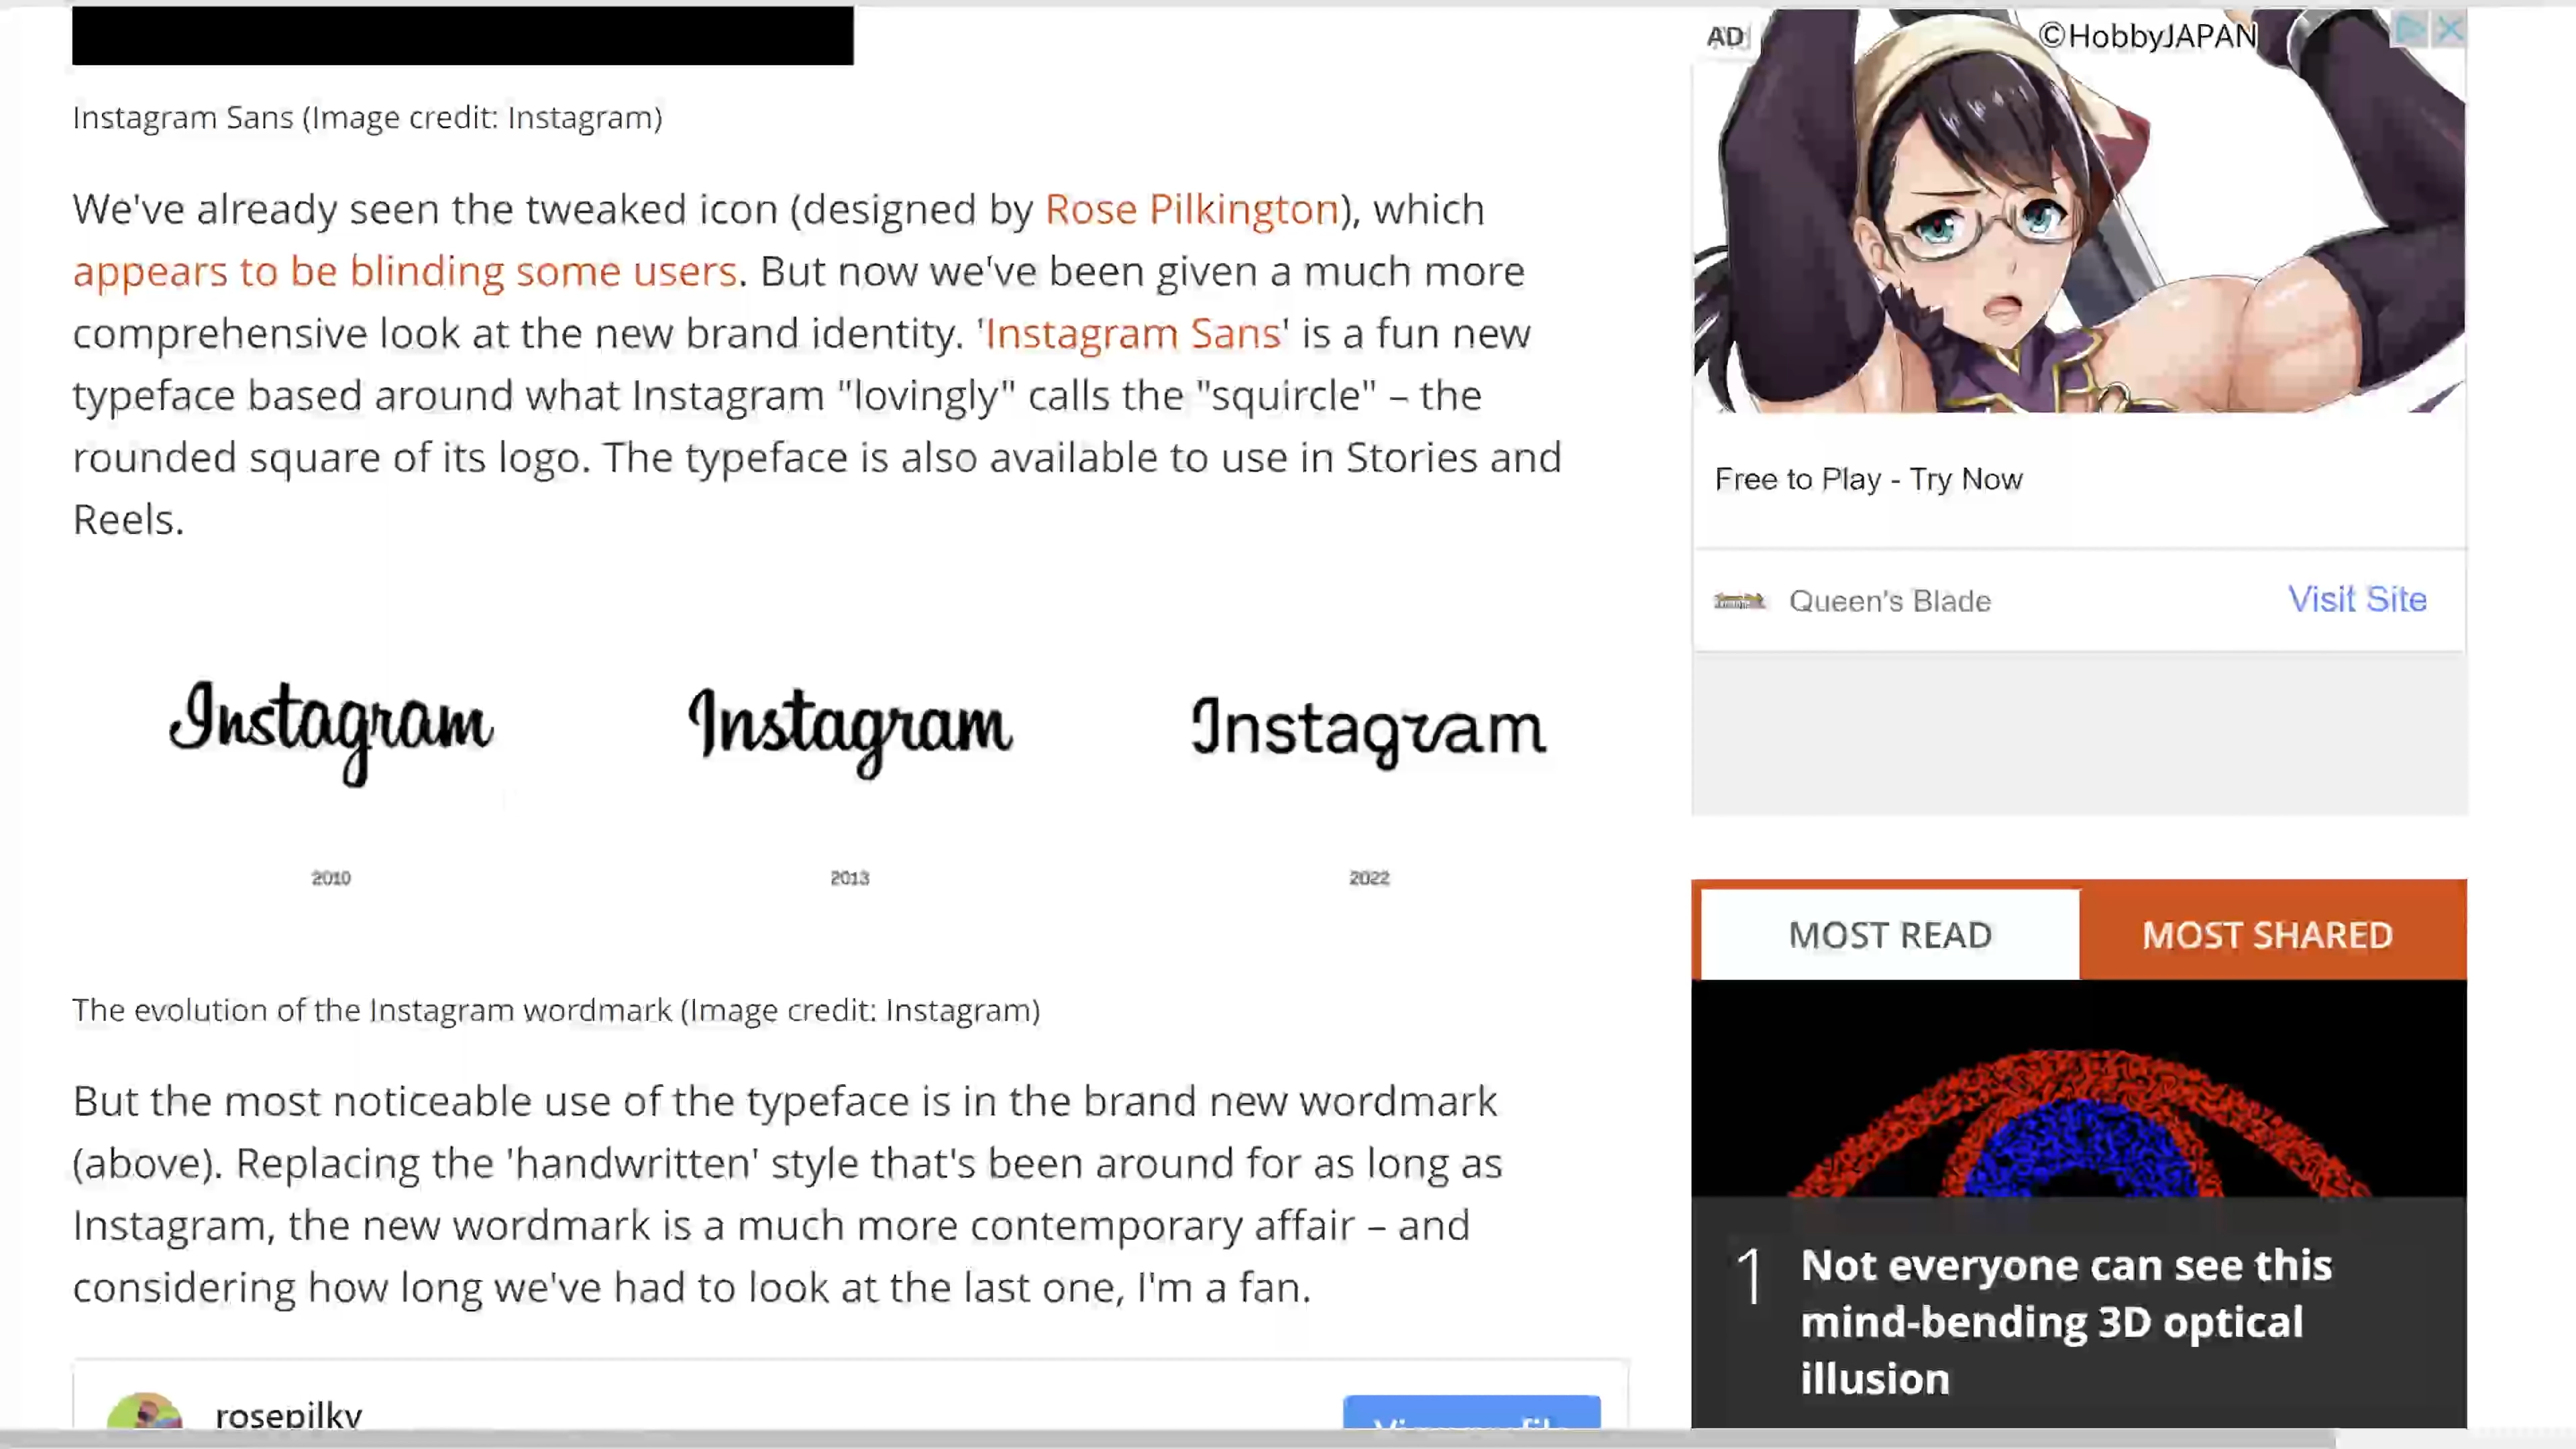 Instagram Sans (Image credit: Instagram)
We've already seen the tweaked icon (designed by Rose Pilkington), which
appears to be blinding some users. But now we've been given a much more
comprehensive look at the new brand identity. 'Instagram Sans' is a fun new
typeface based around what Instagram "lovingly" calls the "squircle" – the
rounded square of its logo. The typeface is also available to use in Stories and
Reels.
Instagram
Instagram
Instagram
2010
2013
2022
The evolution of the Instagram wordmark (Image credit: Instagram)
But the most noticeable use of the typeface is in the brand new wordmark
(above). Replacing the 'handwritten' style that's been around for as long as
Instagram, the new wordmark is a much more contemporary affair – and
considering how long we've had to look at the last one, I'm a fan.
rosepilky
AD
©HobbyJAPAN
Free to Play - Try Now
Queen's Blade
Visit Site
MOST READ
MOST SHARED
1
Not everyone can see this
mind-bending 3D optical
illusion